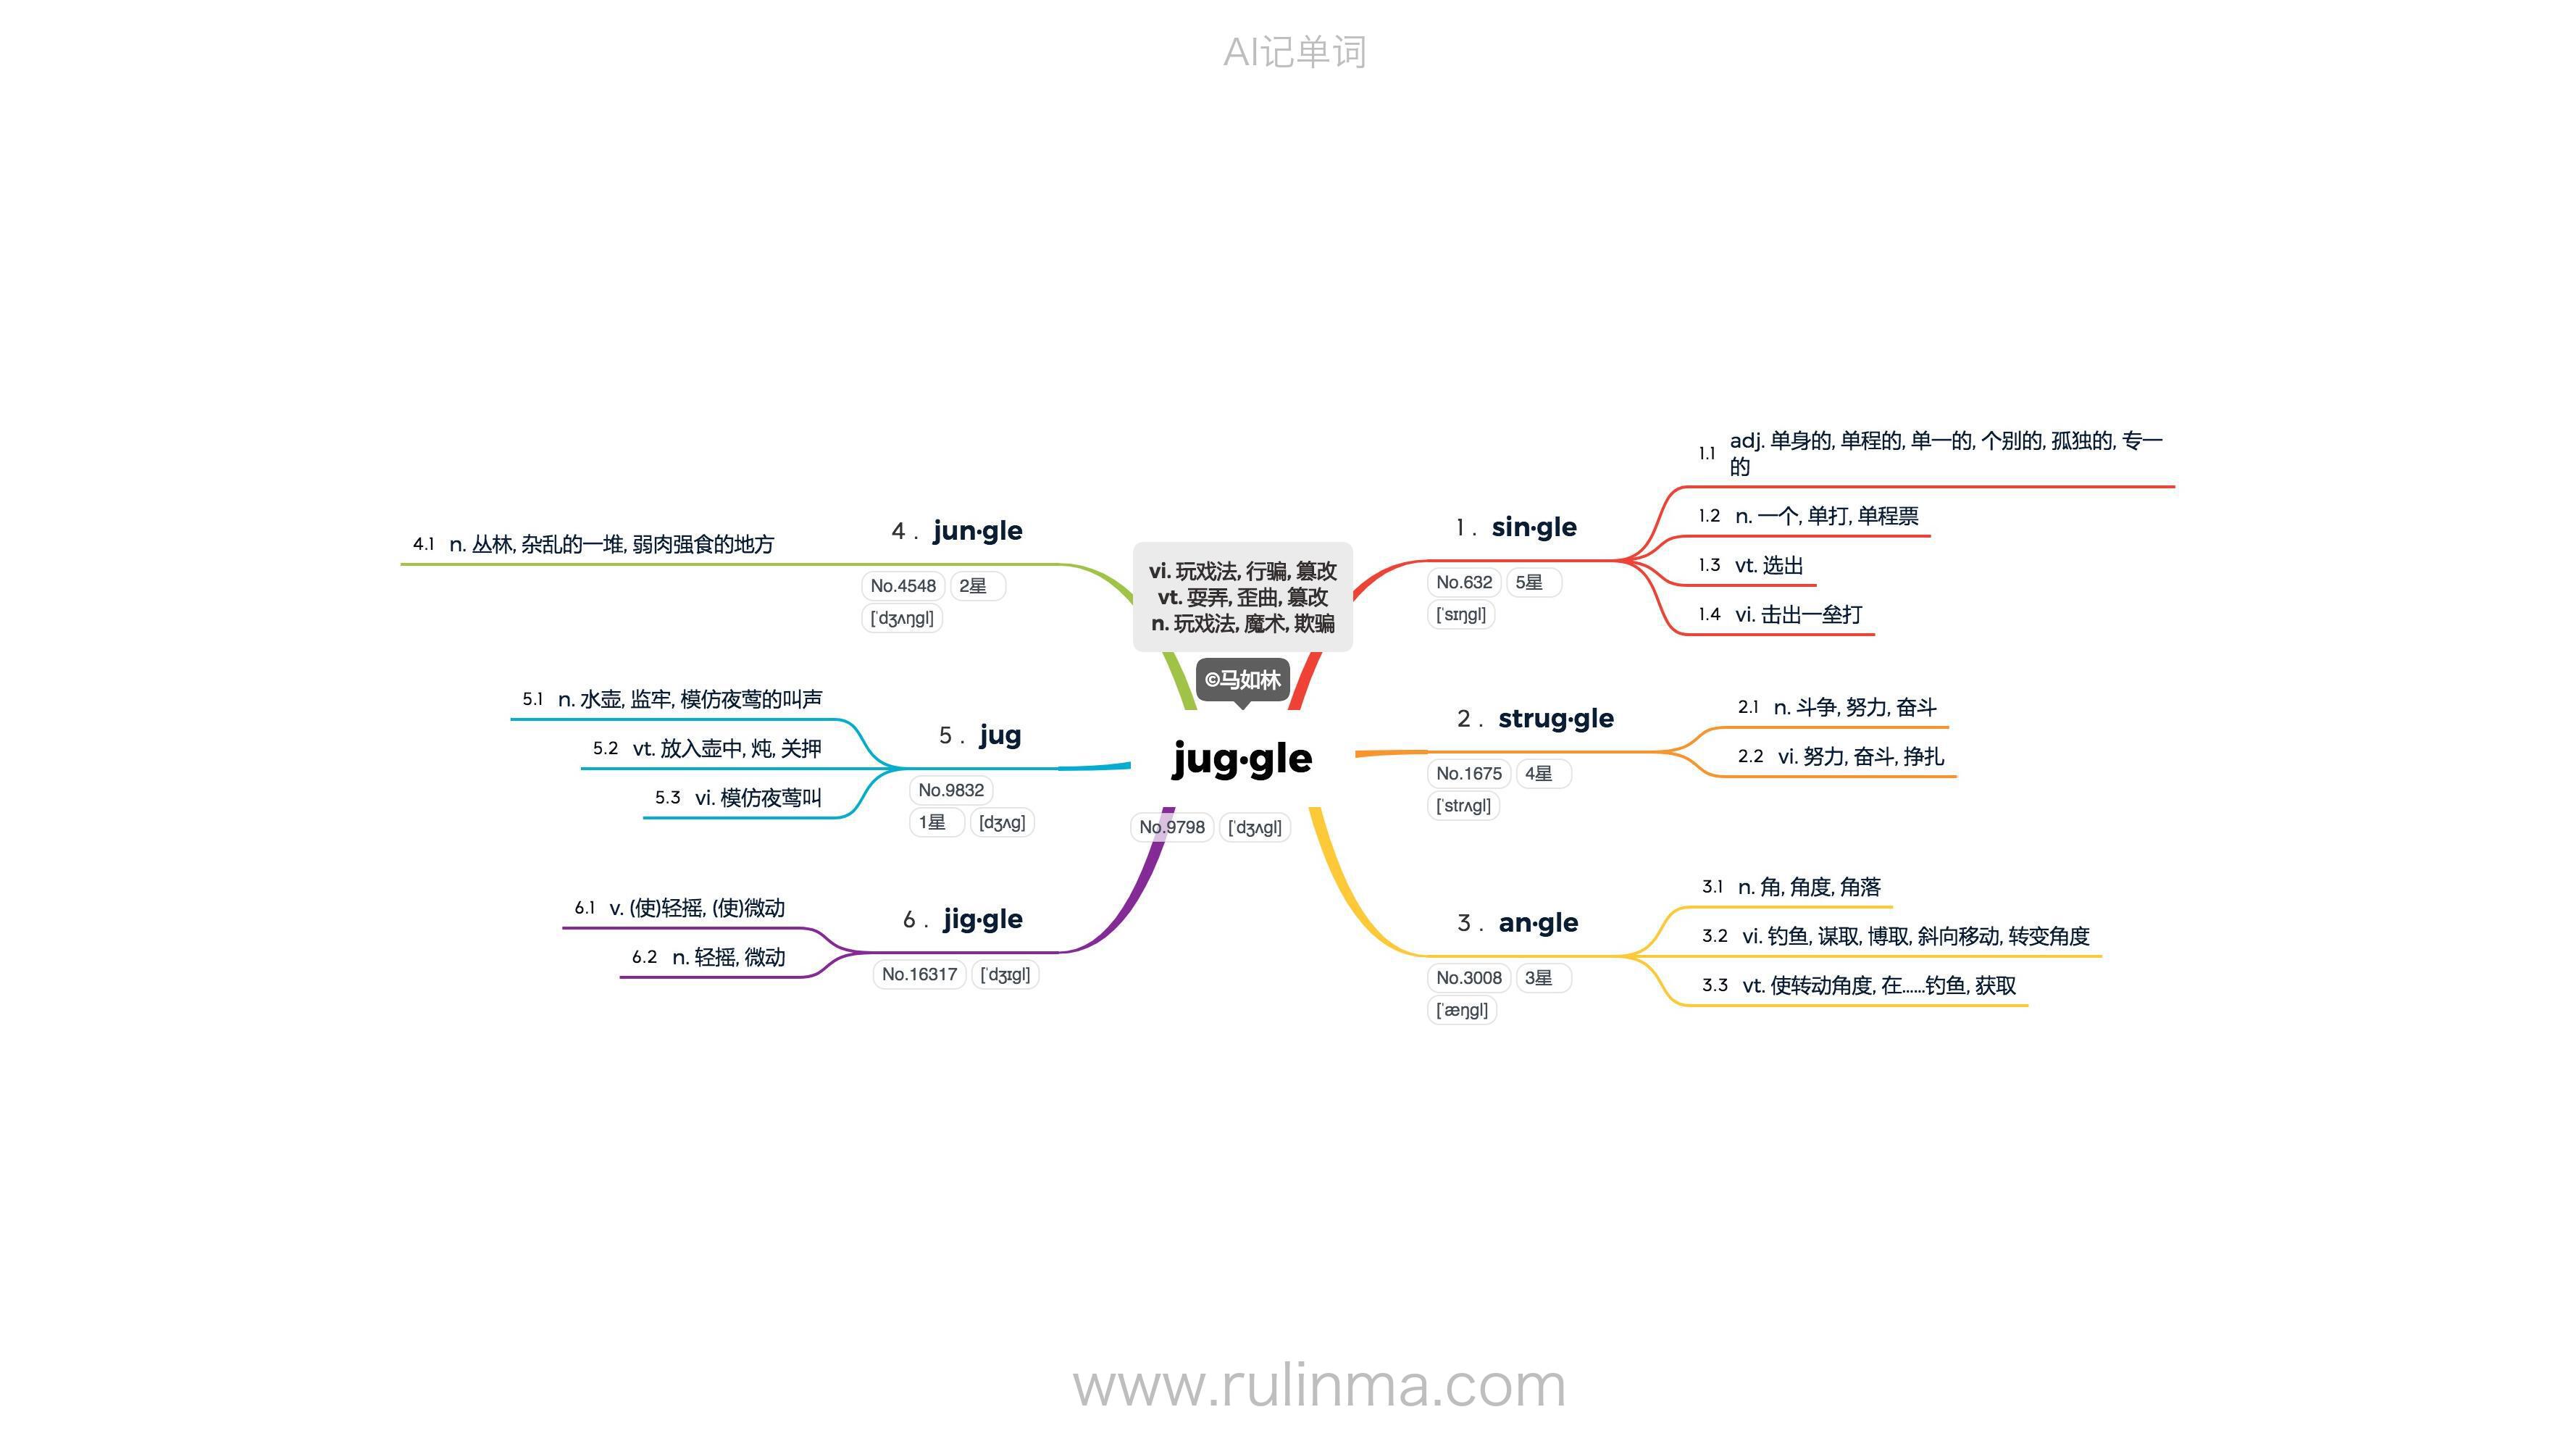 AI记单词
vi. 玩戏法, 行骗, 篡改
vt. 耍弄, 歪曲, 篡改
n. 玩戏法, 魔术, 欺骗
©马如林
jug·gle
No.9798 [ˈdʒʌgl]
1 . sin·gle
No.632 5星
[ˈsɪŋgl]
1.1 adj. 单身的, 单程的, 单一的, 个别的, 孤独的, 专一
的
1.2 n. 一个, 单打, 单程票
1.3 vt. 选出
1.4 vi. 击出一垒打
2 . strug·gle
No.1675 4星
[ˈstrʌgl]
2.1 n. 斗争, 努力, 奋斗
2.2 vi. 努力, 奋斗, 挣扎
3 . an·gle
No.3008 3星
[ˈæŋgl]
3.1 n. 角, 角度, 角落
3.2 vi. 钓鱼, 谋取, 博取, 斜向移动, 转变角度
3.3 vt. 使转动角度, 在......钓鱼, 获取
4 . jun·gle
No.4548 2星
[ˈdʒʌŋgl]
4.1 n. 丛林, 杂乱的一堆, 弱肉强食的地方
5 . jug
No.9832
1星 [dʒʌg]
5.1 n. 水壶, 监牢, 模仿夜莺的叫声
5.2 vt. 放入壶中, 炖, 关押
5.3 vi. 模仿夜莺叫
6 . jig·gle
No.16317 [ˈdʒɪgl]
6.1 v. (使)轻摇, (使)微动
6.2 n. 轻摇, 微动
www.rulinma.com